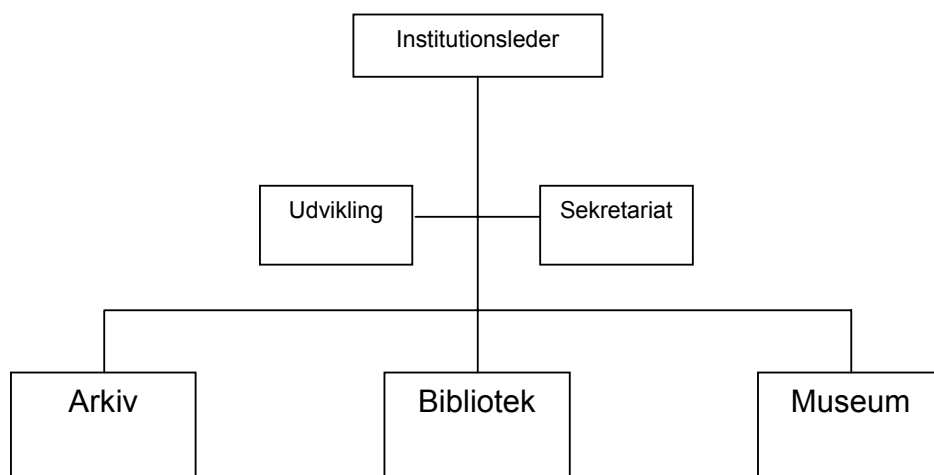 Institutionsleder
Udvikling
Sekretariat
Arkiv
Bibliotek
Museum